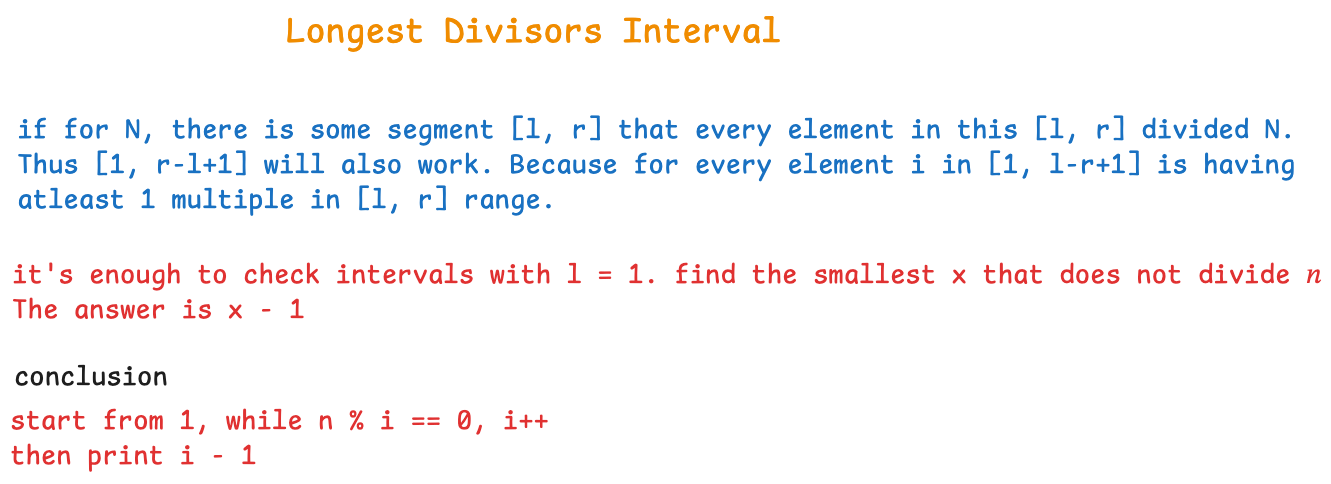 Longest Divisors Interval
if for N, there is some segment [l, r] that every element in this [l, r] divided N.
Thus [1, r-l+1] will also work. Because for every element i in [1, l-r+1] is having
atleast 1 multiple in [l, r] range.
it's enough to check intervals with l = 1. find the smallest x that does not divide n
The answer is x - 1
conclusion
start from 1, while n % i == 0, i++
then print i - 1